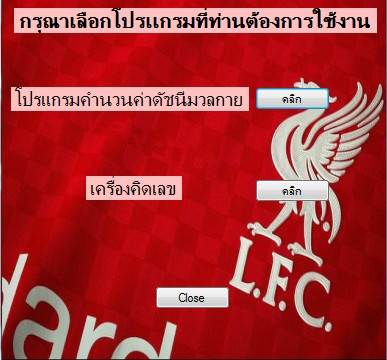 กรุณาเลือกโปรแกรมที่ท่านต้องการใช้งาน
โปรแกรมคำนวนค่าดัชนีมวลกาย
คลิก
เครื่องคิดเลข
คลิก
L.F.C.
Close
dard